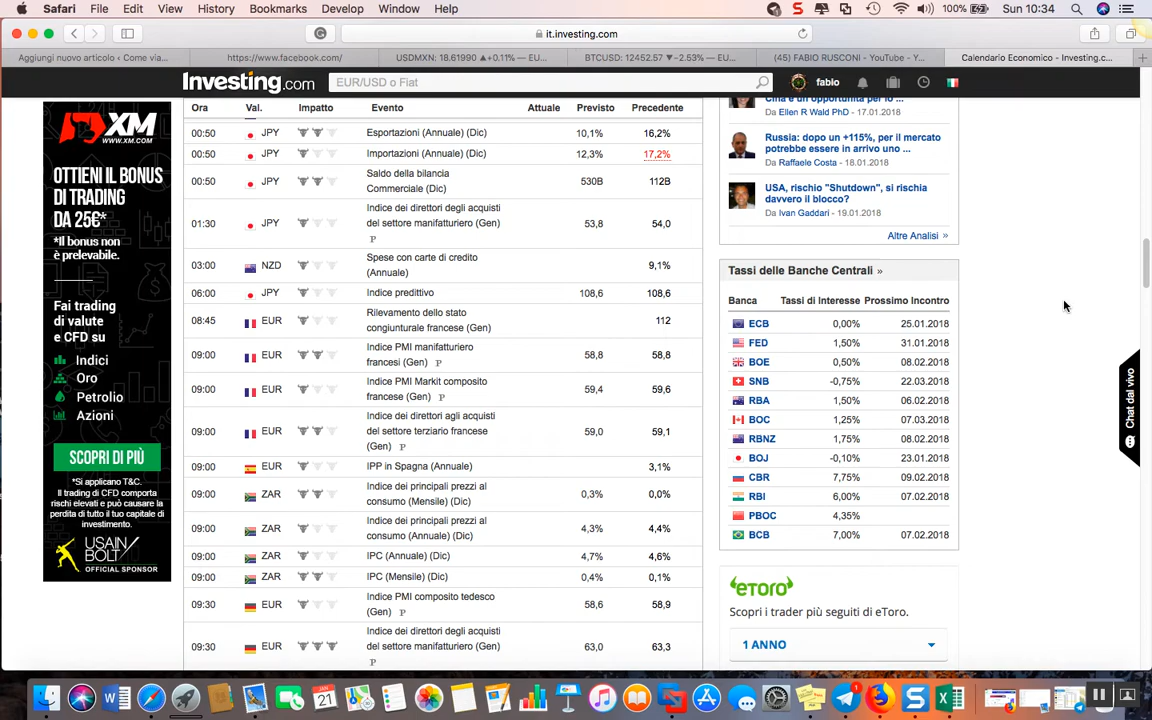 Safari File Edit View History Bookmarks Develop Window Help 100% Sun 10:34
it.investing.com
Aggiungi nuovo articolo ‹ Come via... https://www.facebook.com/ USDMXN: 18.61990 ▲+0.11% — EU... BTCUSD: 12452.57 ▼−2.53% — EU... (45) FABIO RUSCONI - YouTube - Y... Calendario Economico - Investing.c...
Investing.com EUR/USD o Fiat fabio
Ora Val. Impatto Evento Attuale Previsto Precedente
00:50 JPY Esportazioni (Annuale) (Dic) 10,1% 16,2%
00:50 JPY Importazioni (Annuale) (Dic) 12,3% 17,2%
00:50 JPY Saldo della bilancia
Commerciale (Dic) 530B 112B
01:30 JPY Indice dei direttori degli acquisti
del settore manifatturiero (Gen) 53,8 54,0
P
03:00 NZD Spese con carte di credito
(Annuale) 9,1%
06:00 JPY Indice predittivo 108,6 108,6
08:45 EUR Rilevamento dello stato
congiunturale francese (Gen) 112
09:00 EUR Indice PMI manifatturiero
francesi (Gen) P 58,8 58,8
09:00 EUR Indice PMI Markit composito
francese (Gen) P 59,4 59,6
09:00 EUR Indice dei direttori agli acquisti
del settore terziario francese
(Gen) P 59,0 59,1
09:00 EUR IPP in Spagna (Annuale) 3,1%
09:00 ZAR Indice dei principali prezzi al
consumo (Mensile) (Dic) 0,3% 0,0%
09:00 ZAR Indice dei principali prezzi al
consumo (Annuale) (Dic) 4,3% 4,4%
09:00 ZAR IPC (Annuale) (Dic) 4,7% 4,6%
09:00 ZAR IPC (Mensile) (Dic) 0,4% 0,1%
09:30 EUR Indice PMI composito tedesco
(Gen) P 58,6 58,9
09:30 EUR Indice dei direttori degli acquisti
del settore manifatturiero (Gen) 63,0 63,3
P
XM
WWW.XM.COM
OTTIENI IL BONUS
DI TRADING
DA 25€*
*Il bonus non
è prelevabile.
Fai trading
di valute
e CFD su
Indici
Oro
Petrolio
Azioni
SCOPRI DI PIÙ
*Si applicano T&C.
Il trading di CFD comporta
rischi elevati e può causare la
perdita di tutto il tuo capitale di
investimento.
USAIN
BOLT
OFFICIAL SPONSOR
Cina è un'opportunità per lo ...
Da Ellen R Wald PhD - 17.01.2018
Russia: dopo un +115%, per il mercato
potrebbe essere in arrivo uno ...
Da Raffaele Costa - 18.01.2018
USA, rischio "Shutdown", si rischia
davvero il blocco?
Da Ivan Gaddari - 19.01.2018
Altre Analisi »
Tassi delle Banche Centrali »
Banca Tassi di Interesse Prossimo Incontro
ECB 0,00% 25.01.2018
FED 1,50% 31.01.2018
BOE 0,50% 08.02.2018
SNB -0,75% 22.03.2018
RBA 1,50% 06.02.2018
BOC 1,25% 07.03.2018
RBNZ 1,75% 08.02.2018
BOJ -0,10% 23.01.2018
CBR 7,75% 09.02.2018
RBI 6,00% 07.02.2018
PBOC 4,35%
BCB 7,00% 07.02.2018
eToro
Scopri i trader più seguiti di eToro.
1 ANNO
Chat dal vivo
JAN
21
1